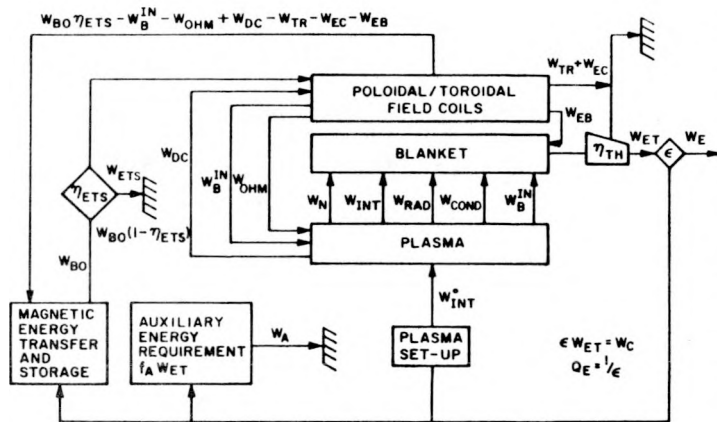 W_BO η_ETS - W_B^IN - W_OHM + W_DC - W_TR - W_EC - W_EB
POLOIDAL/TOROIDAL
FIELD COILS
W_TR + W_EC
W_EB
W_DC
W_B^IN
W_OHM
BLANKET
η_TH
W_ET
ϵ
W_E
η_ETS
W_ETS
W_N
W_INT
W_RAD
W_COND
W_B^IN
W_BO(1-η_ETS)
PLASMA
W_BO
W_INT^°
MAGNETIC
ENERGY
TRANSFER
AND
STORAGE
AUXILIARY
ENERGY
REQUIREMENT
f_A W_ET
W_A
PLASMA
SET-UP
ϵ W_ET = W_C
Q_E = 1/ϵ